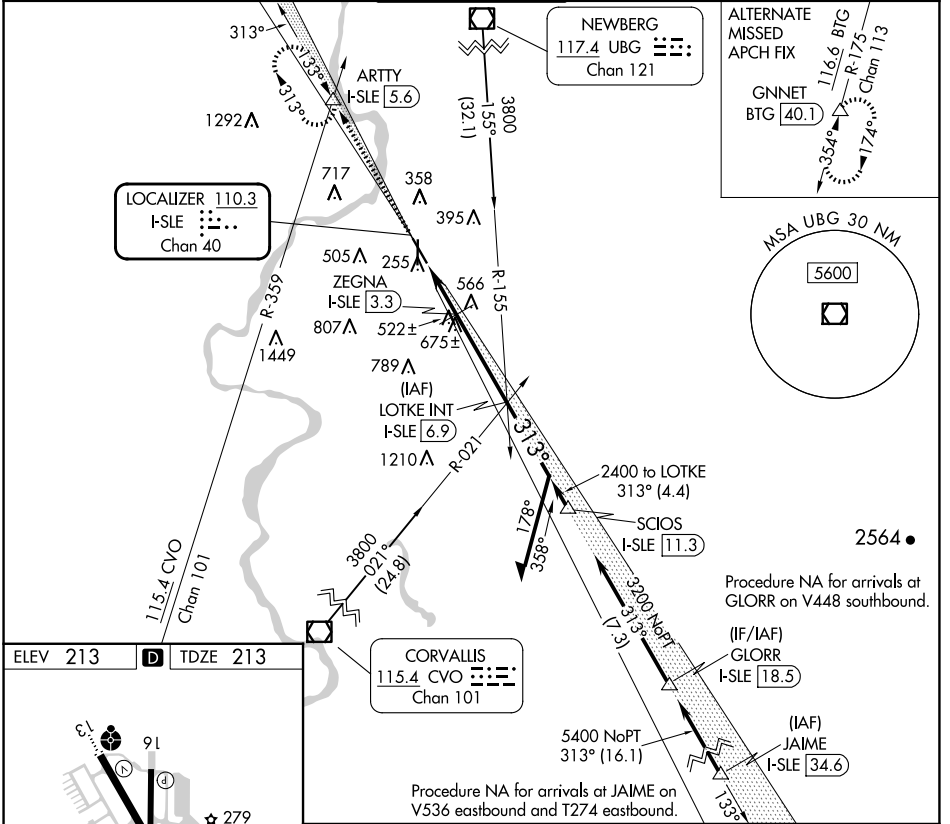 313°
133°
313°
ARTTY
I-SLE 5.6
1292
717
358
395
LOCALIZER 110.3
I-SLE
Chan 40
505
255
ZEGNA
I-SLE 3.3
566
807
522±
675±
1449
789
(IAF)
LOTKE INT
I-SLE 6.9
1210
R-359
R-021
R-155
3800
155°
(32.1)
NEWBERG
117.4 UBG
Chan 121
ALTERNATE
MISSED
APCH FIX
116.6 BTG
R-175
Chan 113
GNNET
BTG 40.1
354°
174°
MSA UBG 30 NM
5600
313°
2400 to LOTKE
313° (4.4)
SCIOS
I-SLE 11.3
178°
358°
2564
3800
021°
(24.8)
115.4 CVO
Chan 101
Procedure NA for arrivals at
GLORR on V448 southbound.
3200 NoPT
313°
(7.3)
(IF/IAF)
GLORR
I-SLE 18.5
CORVALLIS
115.4 CVO
Chan 101
5400 NoPT
313° (16.1)
(IAF)
JAIME
I-SLE 34.6
133°
Procedure NA for arrivals at JAIME on
V536 eastbound and T274 eastbound.
ELEV 213 D TDZE 213
13
16
A
P
279